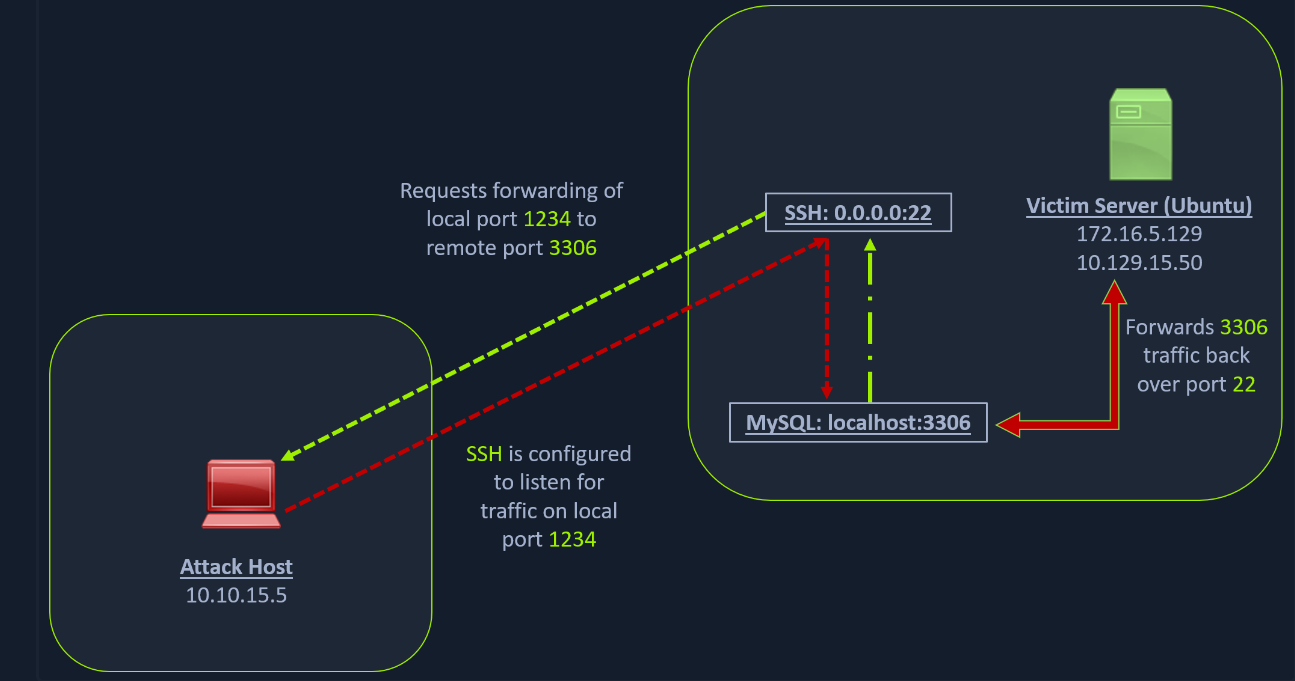 Requests forwarding of
local port 1234 to
remote port 3306
SSH: 0.0.0.0:22
Victim Server (Ubuntu)
172.16.5.129
10.129.15.50
Forwards 3306
traffic back
over port 22
MySQL: localhost:3306
SSH is configured
to listen for
traffic on local
port 1234
Attack Host
10.10.15.5